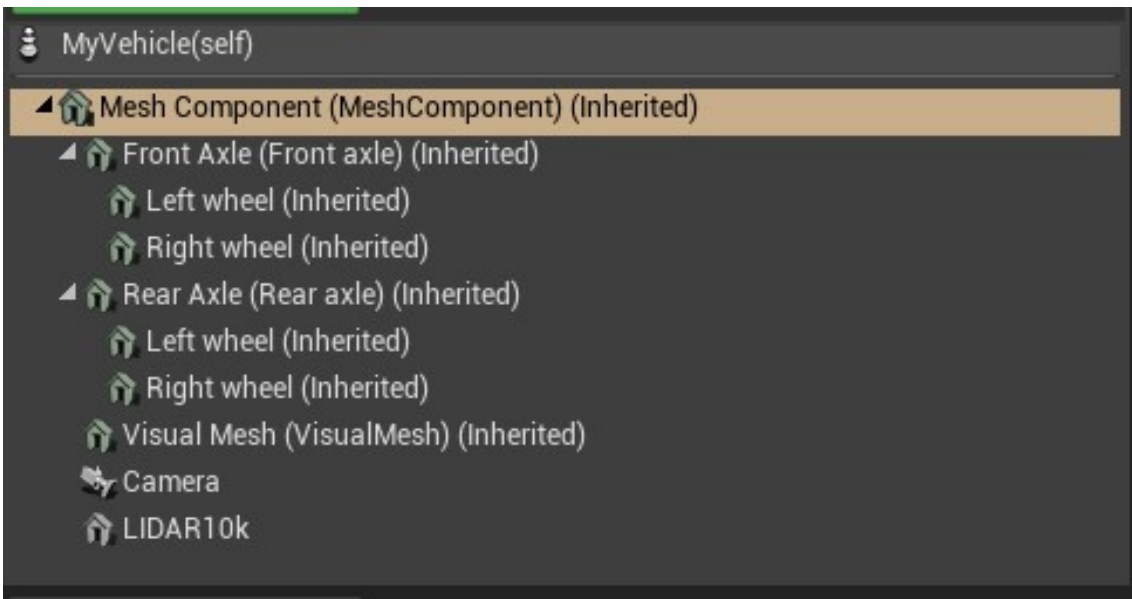 MyVehicle(self)
Mesh Component (MeshComponent) (Inherited)
Front Axle (Front axle) (Inherited)
Left wheel (Inherited)
Right wheel (Inherited)
Rear Axle (Rear axle) (Inherited)
Left wheel (Inherited)
Right wheel (Inherited)
Visual Mesh (VisualMesh) (Inherited)
Camera
LIDAR10k